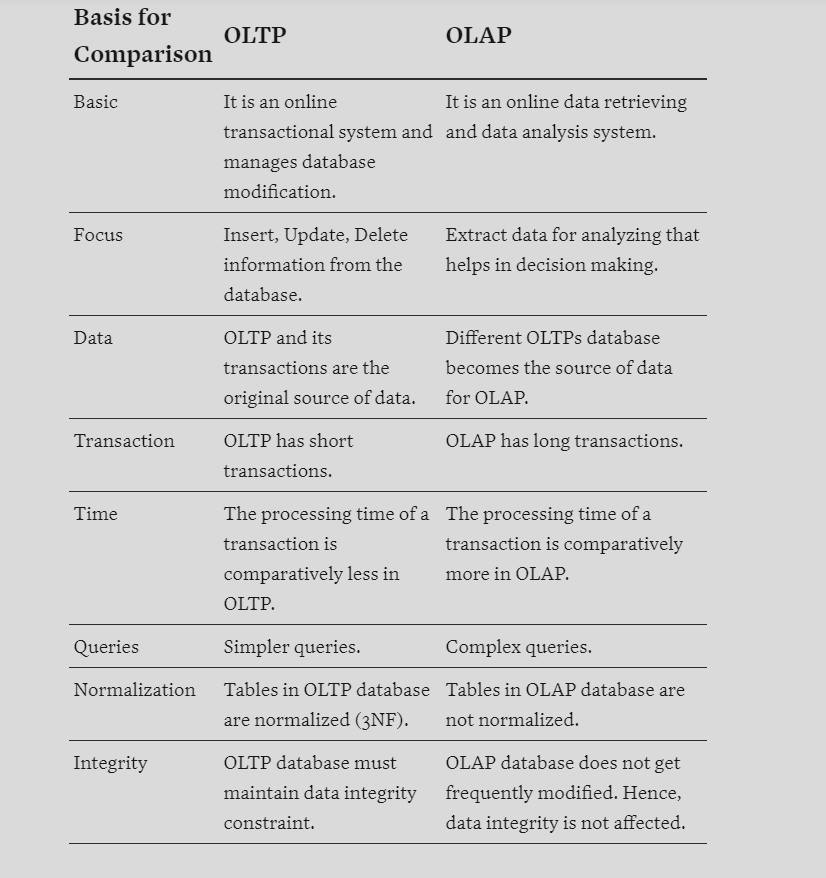 Basis for
Comparison
OLTP
OLAP
Basic
It is an online
transactional system and
manages database
modification.
It is an online data retrieving
and data analysis system.
Focus
Insert, Update, Delete
information from the
database.
Extract data for analyzing that
helps in decision making.
Data
OLTP and its
transactions are the
original source of data.
Different OLTPs database
becomes the source of data
for OLAP.
Transaction
OLTP has short
transactions.
OLAP has long transactions.
Time
The processing time of a
transaction is
comparatively less in
OLTP.
The processing time of a
transaction is comparatively
more in OLAP.
Queries
Simpler queries.
Complex queries.
Normalization
Tables in OLTP database
are normalized (3NF).
Tables in OLAP database are
not normalized.
Integrity
OLTP database must
maintain data integrity
constraint.
OLAP database does not get
frequently modified. Hence,
data integrity is not affected.